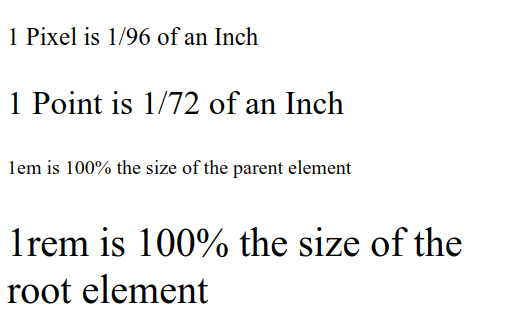 1 Pixel is 1/96 of an Inch
1 Point is 1/72 of an Inch
1em is 100% the size of the parent element
1rem is 100% the size of the
root element